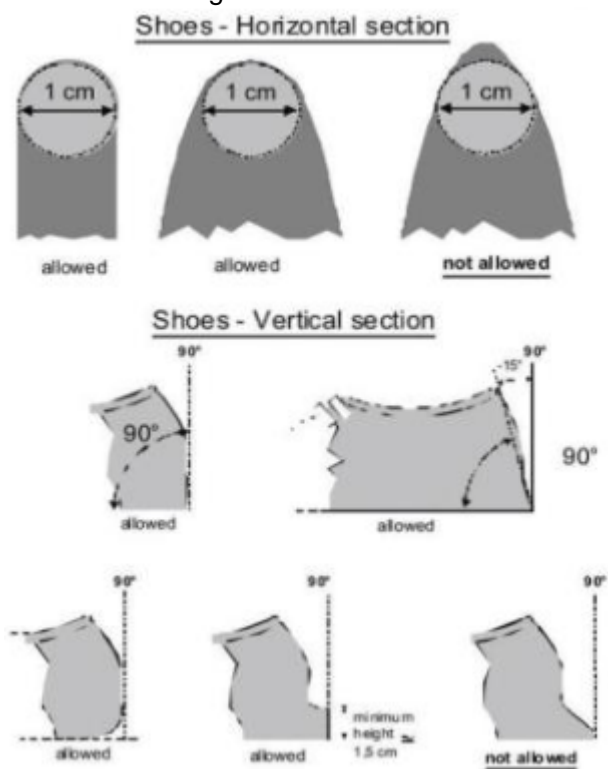 Shoes - Horizontal section
1 cm
1 cm
1 cm
allowed
allowed
not allowed
Shoes - Vertical section
90°
90°
15°
90°
90°
allowed
allowed
90°
90°
90°
minimum
height
1,5 cm
allowed
allowed
not allowed